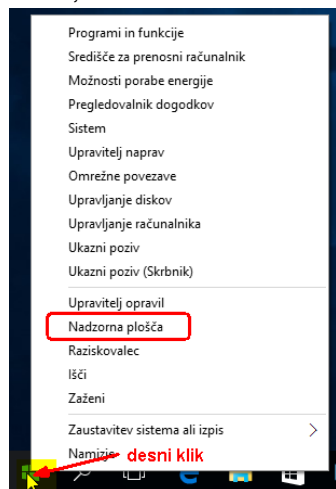 Programi in funkcije
Središče za prenosni računalnik
Možnosti porabe energije
Pregledovalnik dogodkov
Sistem
Upravitelj naprav
Omrežne povezave
Upravljanje diskov
Upravljanje računalnika
Ukazni poziv
Ukazni poziv (Skrbnik)
Upravitelj opravil
Nadzorna plošča
Raziskovalec
Išči
Zaženi
Zaustavitev sistema ali izpis
Namizje desni klik